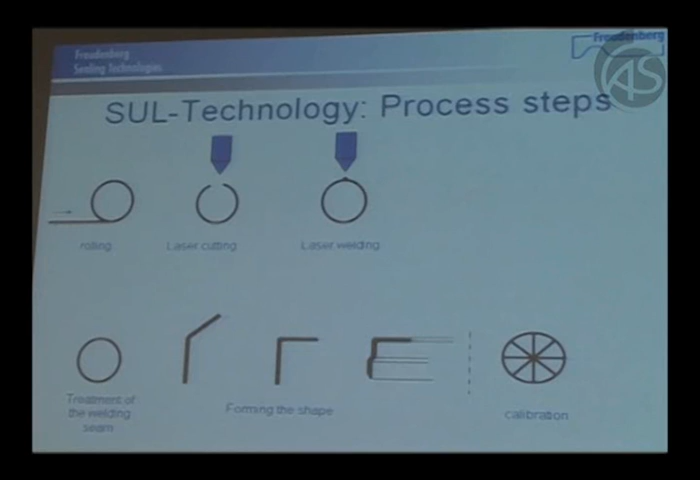 Freudenberg
Sealing Technologies
Freudenberg
AS
SUL-Technology: Process steps
rolling
Laser cutting
Laser welding
Treatment of
the welding
seam
Forming the shape
calibration